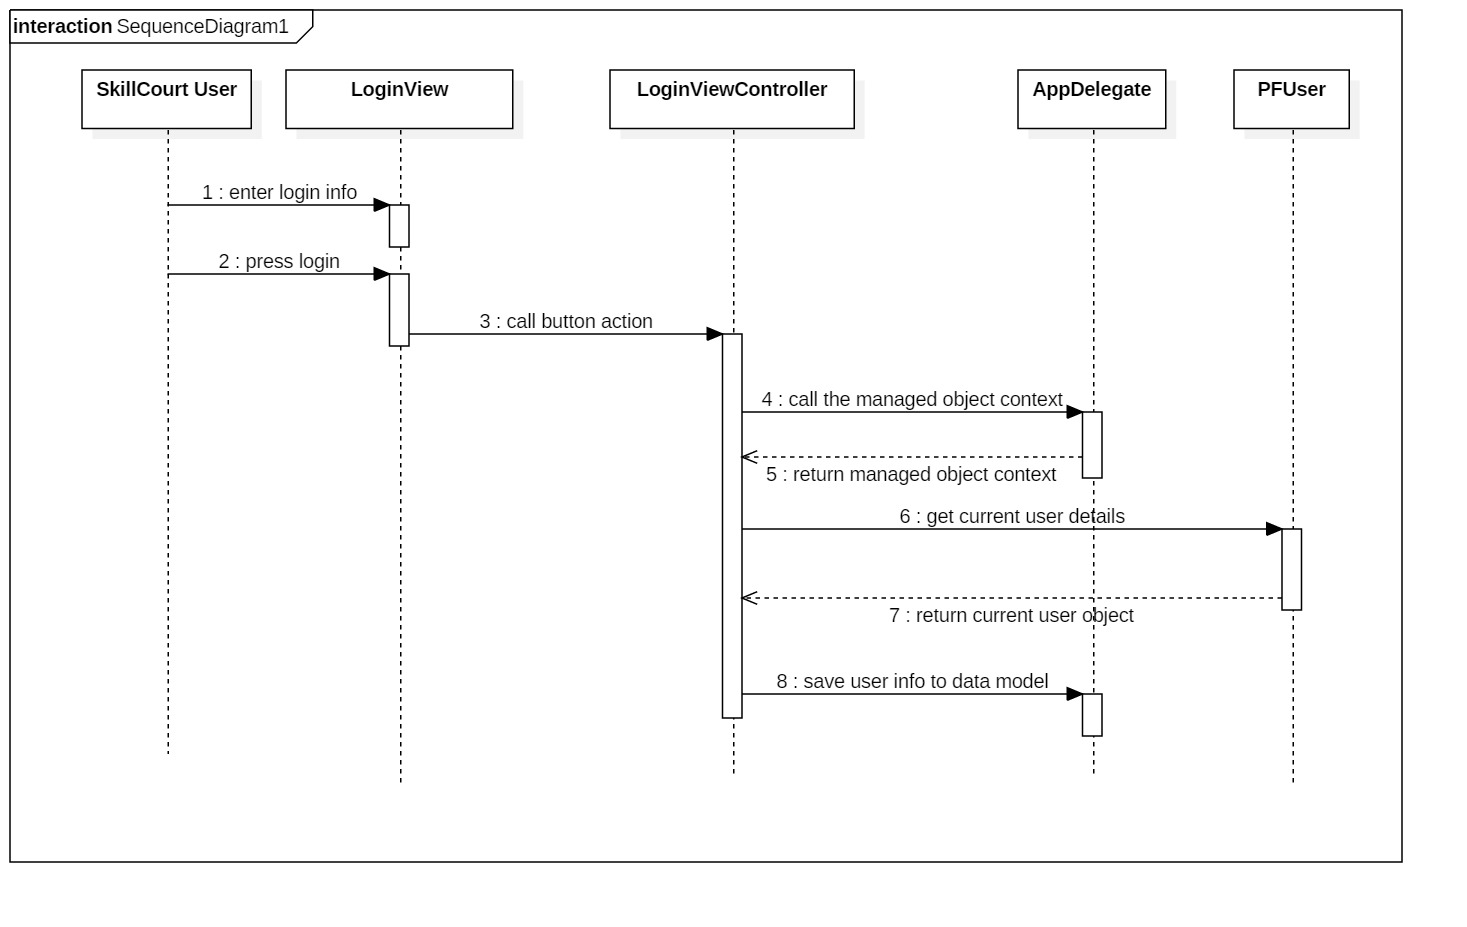 interaction SequenceDiagram1
SkillCourt User
LoginView
LoginViewController
AppDelegate
PFUser
1 : enter login info
2 : press login
3 : call button action
4 : call the managed object context
5 : return managed object context
6 : get current user details
7 : return current user object
8 : save user info to data model